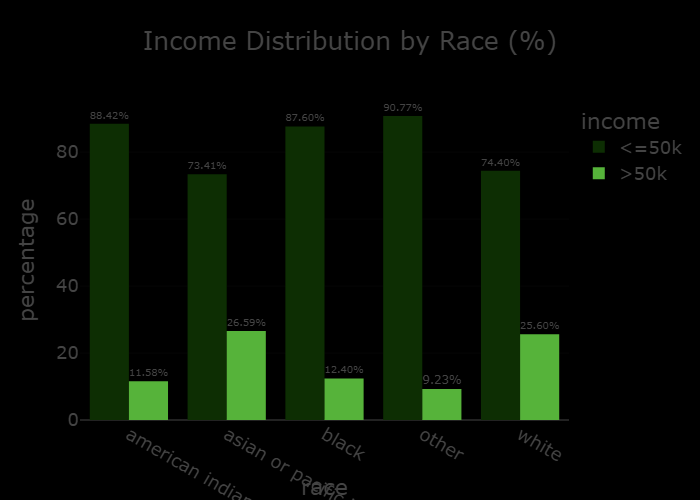 Income Distribution by Race (%)
income
<=50k
>50k
percentage
80
60
40
20
0
88.42%
11.58%
73.41%
26.59%
87.60%
12.40%
90.77%
9.23%
74.40%
25.60%
american indian
asian or pacific
black
other
white
race